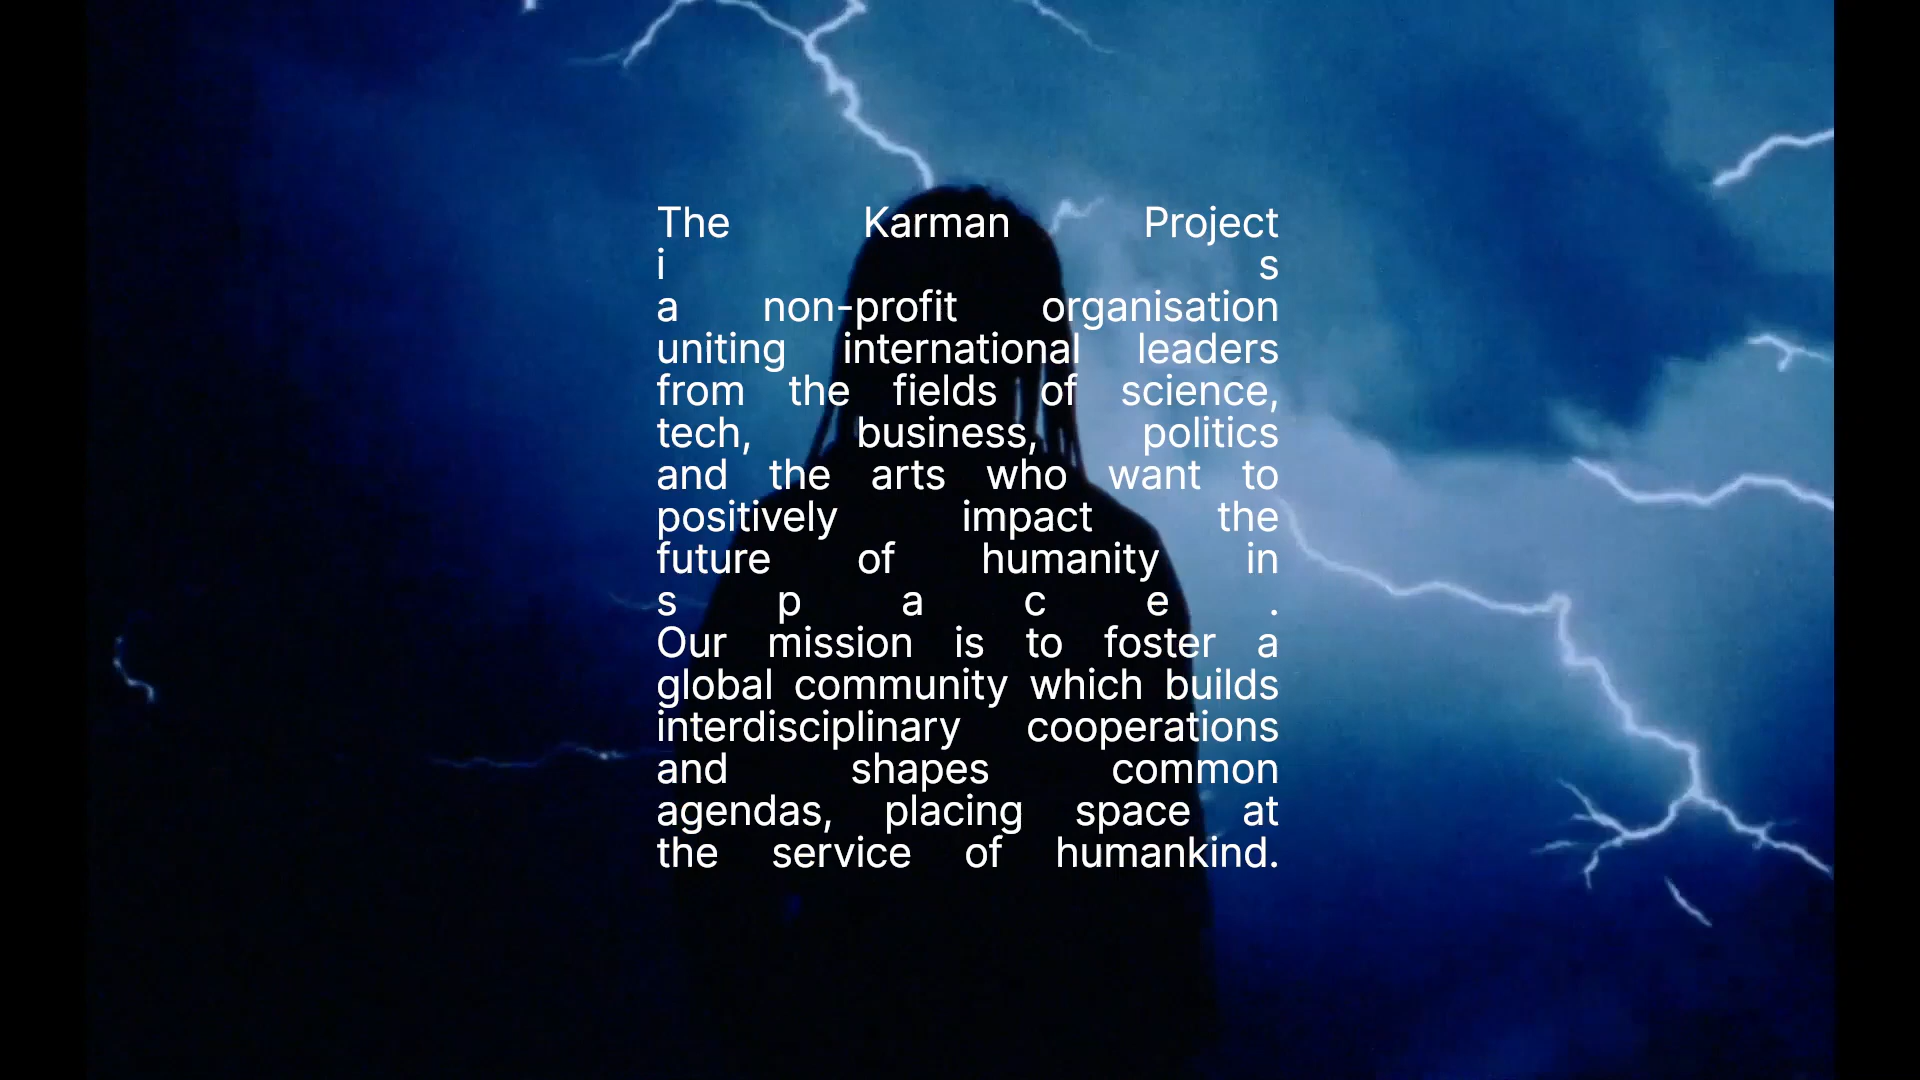 The Karman Project
is
a non-profit organisation
uniting international leaders
from the fields of science,
tech, business, politics
and the arts who want to
positively impact the
future of humanity in
space.
Our mission is to foster a
global community which builds
interdisciplinary cooperations
and shapes common
agendas, placing space at
the service of humankind.